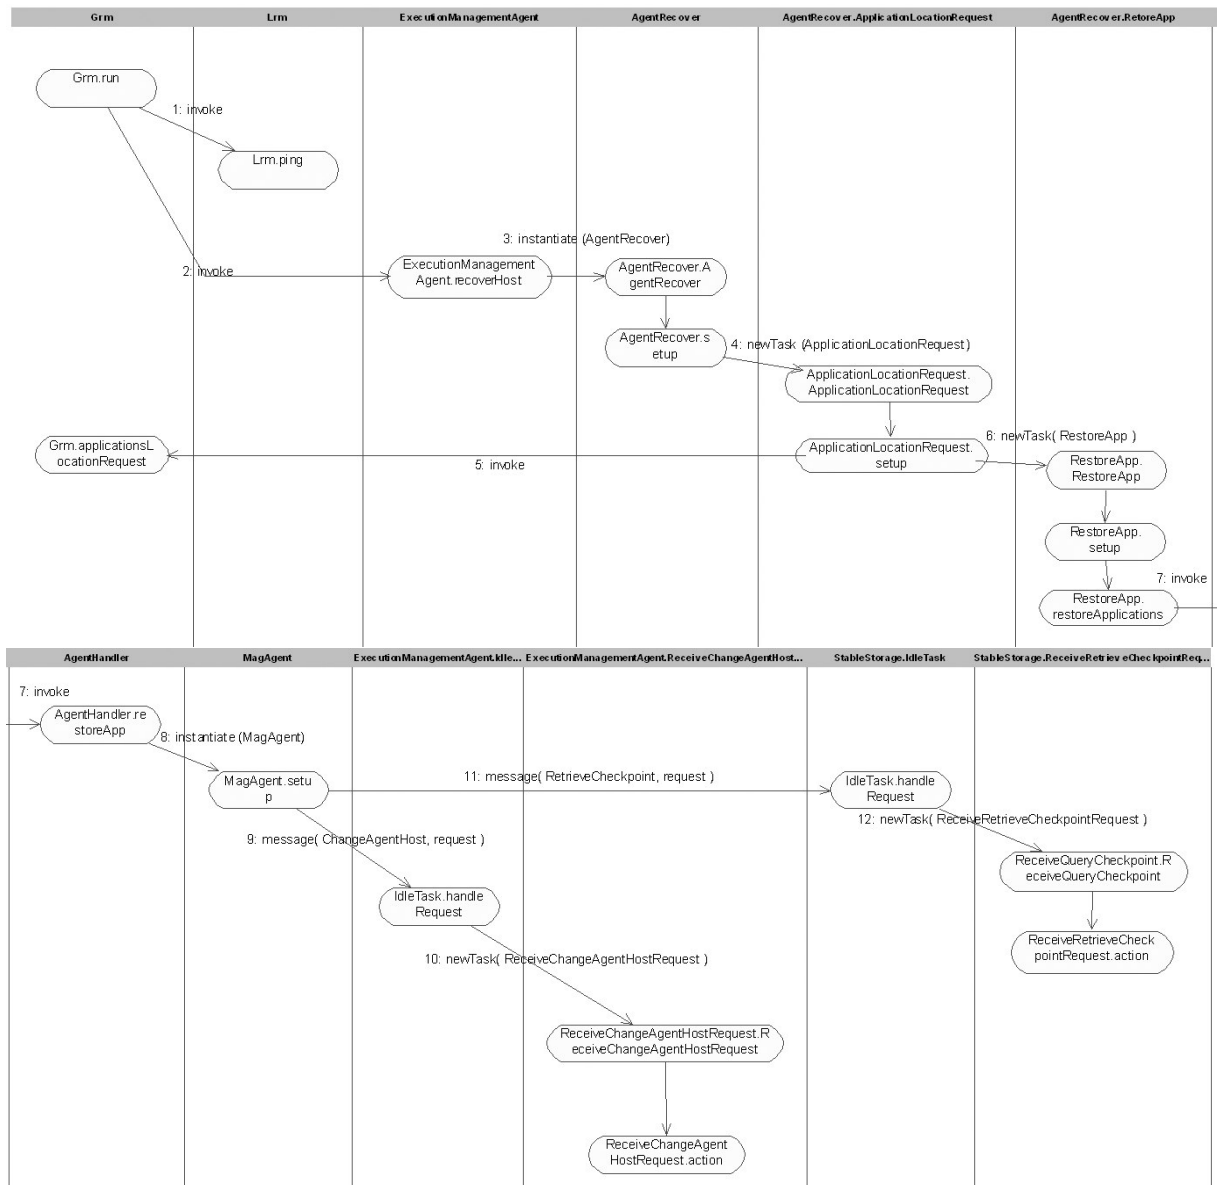 Grm
Lrm
ExecutionManagementAgent
AgentRecover
AgentRecover.ApplicationLocationRequest
AgentRecover.RetoreApp
Grm.run
1: invoke
Lrm.ping
3: instantiate (AgentRecover)
2: invoke
ExecutionManagement
Agent.recoverHost
AgentRecover.A
gentRecover
AgentRecover.s
etup
4: newTask (ApplicationLocationRequest)
ApplicationLocationRequest.
ApplicationLocationRequest
Grm.applicationsL
ocationRequest
5: invoke
ApplicationLocationRequest.
setup
6: newTask( RestoreApp )
RestoreApp.
RestoreApp
RestoreApp.
setup
7: invoke
RestoreApp.
restoreApplications
AgentHandler
MagAgent
ExecutionManagementAgent.Idle...
ExecutionManagementAgent.ReceiveChangeAgentHost...
StableStorage.IdleTask
StableStorage.ReceiveRetrieveCheckpointReq...
7: invoke
AgentHandler.re
storeApp
8: instantiate (MagAgent)
MagAgent.setu
p
11: message( RetrieveCheckpoint, request )
IdleTask.handle
Request
9: message( ChangeAgentHost, request )
12: newTask( ReceiveRetrieveCheckpointRequest )
IdleTask.handle
Request
ReceiveQueryCheckpoint.R
eceiveQueryCheckpoint
10: newTask( ReceiveChangeAgentHostRequest )
ReceiveRetrieveCheck
pointRequest.action
ReceiveChangeAgentHostRequest.R
eceiveChangeAgentHostRequest
ReceiveChangeAgent
HostRequest.action